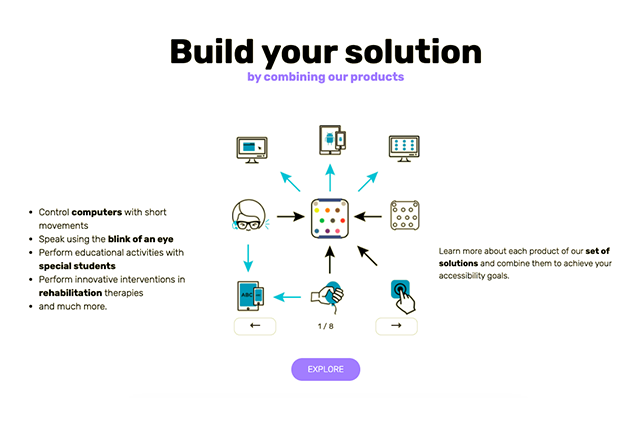 Build your solution
by combining our products
• Control computers with short
movements
• Speak using the blink of an eye
• Perform educational activities with
special students
• Perform innovative interventions in
rehabilitation therapies
• and much more.
ABC
← 1 / 8 →
Learn more about each product of our set of
solutions and combine them to achieve your
accessibility goals.
EXPLORE